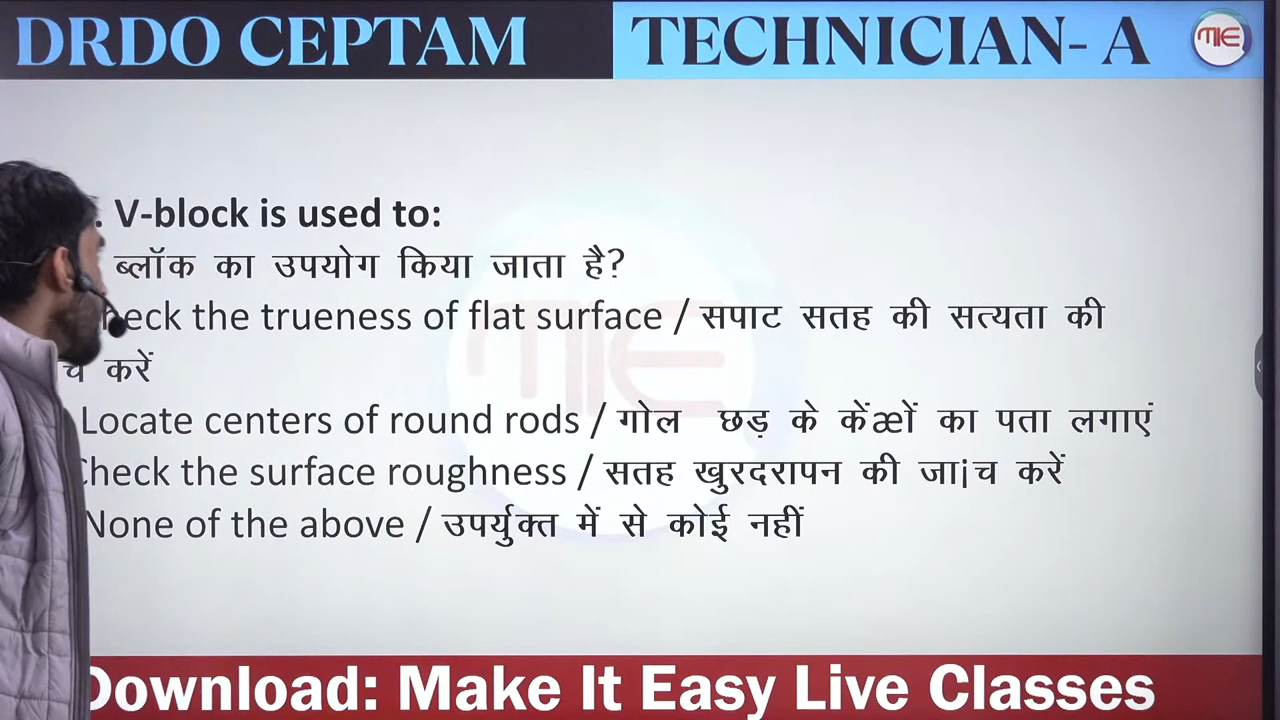 DRDO CEPTAM TECHNICIAN- A MIE
. V-block is used to:
ब्लॉक का उपयोग किया जाता है?
heck the trueness of flat surface / सपाट सतह की सत्यता की
च करें
Locate centers of round rods / गोल छड़ के केंæों का पता लगाएं
Check the surface roughness / सतह खुरदरापन की जा¡च करें
None of the above / उपर्युक्त में से कोई नहीं
Download: Make It Easy Live Classes